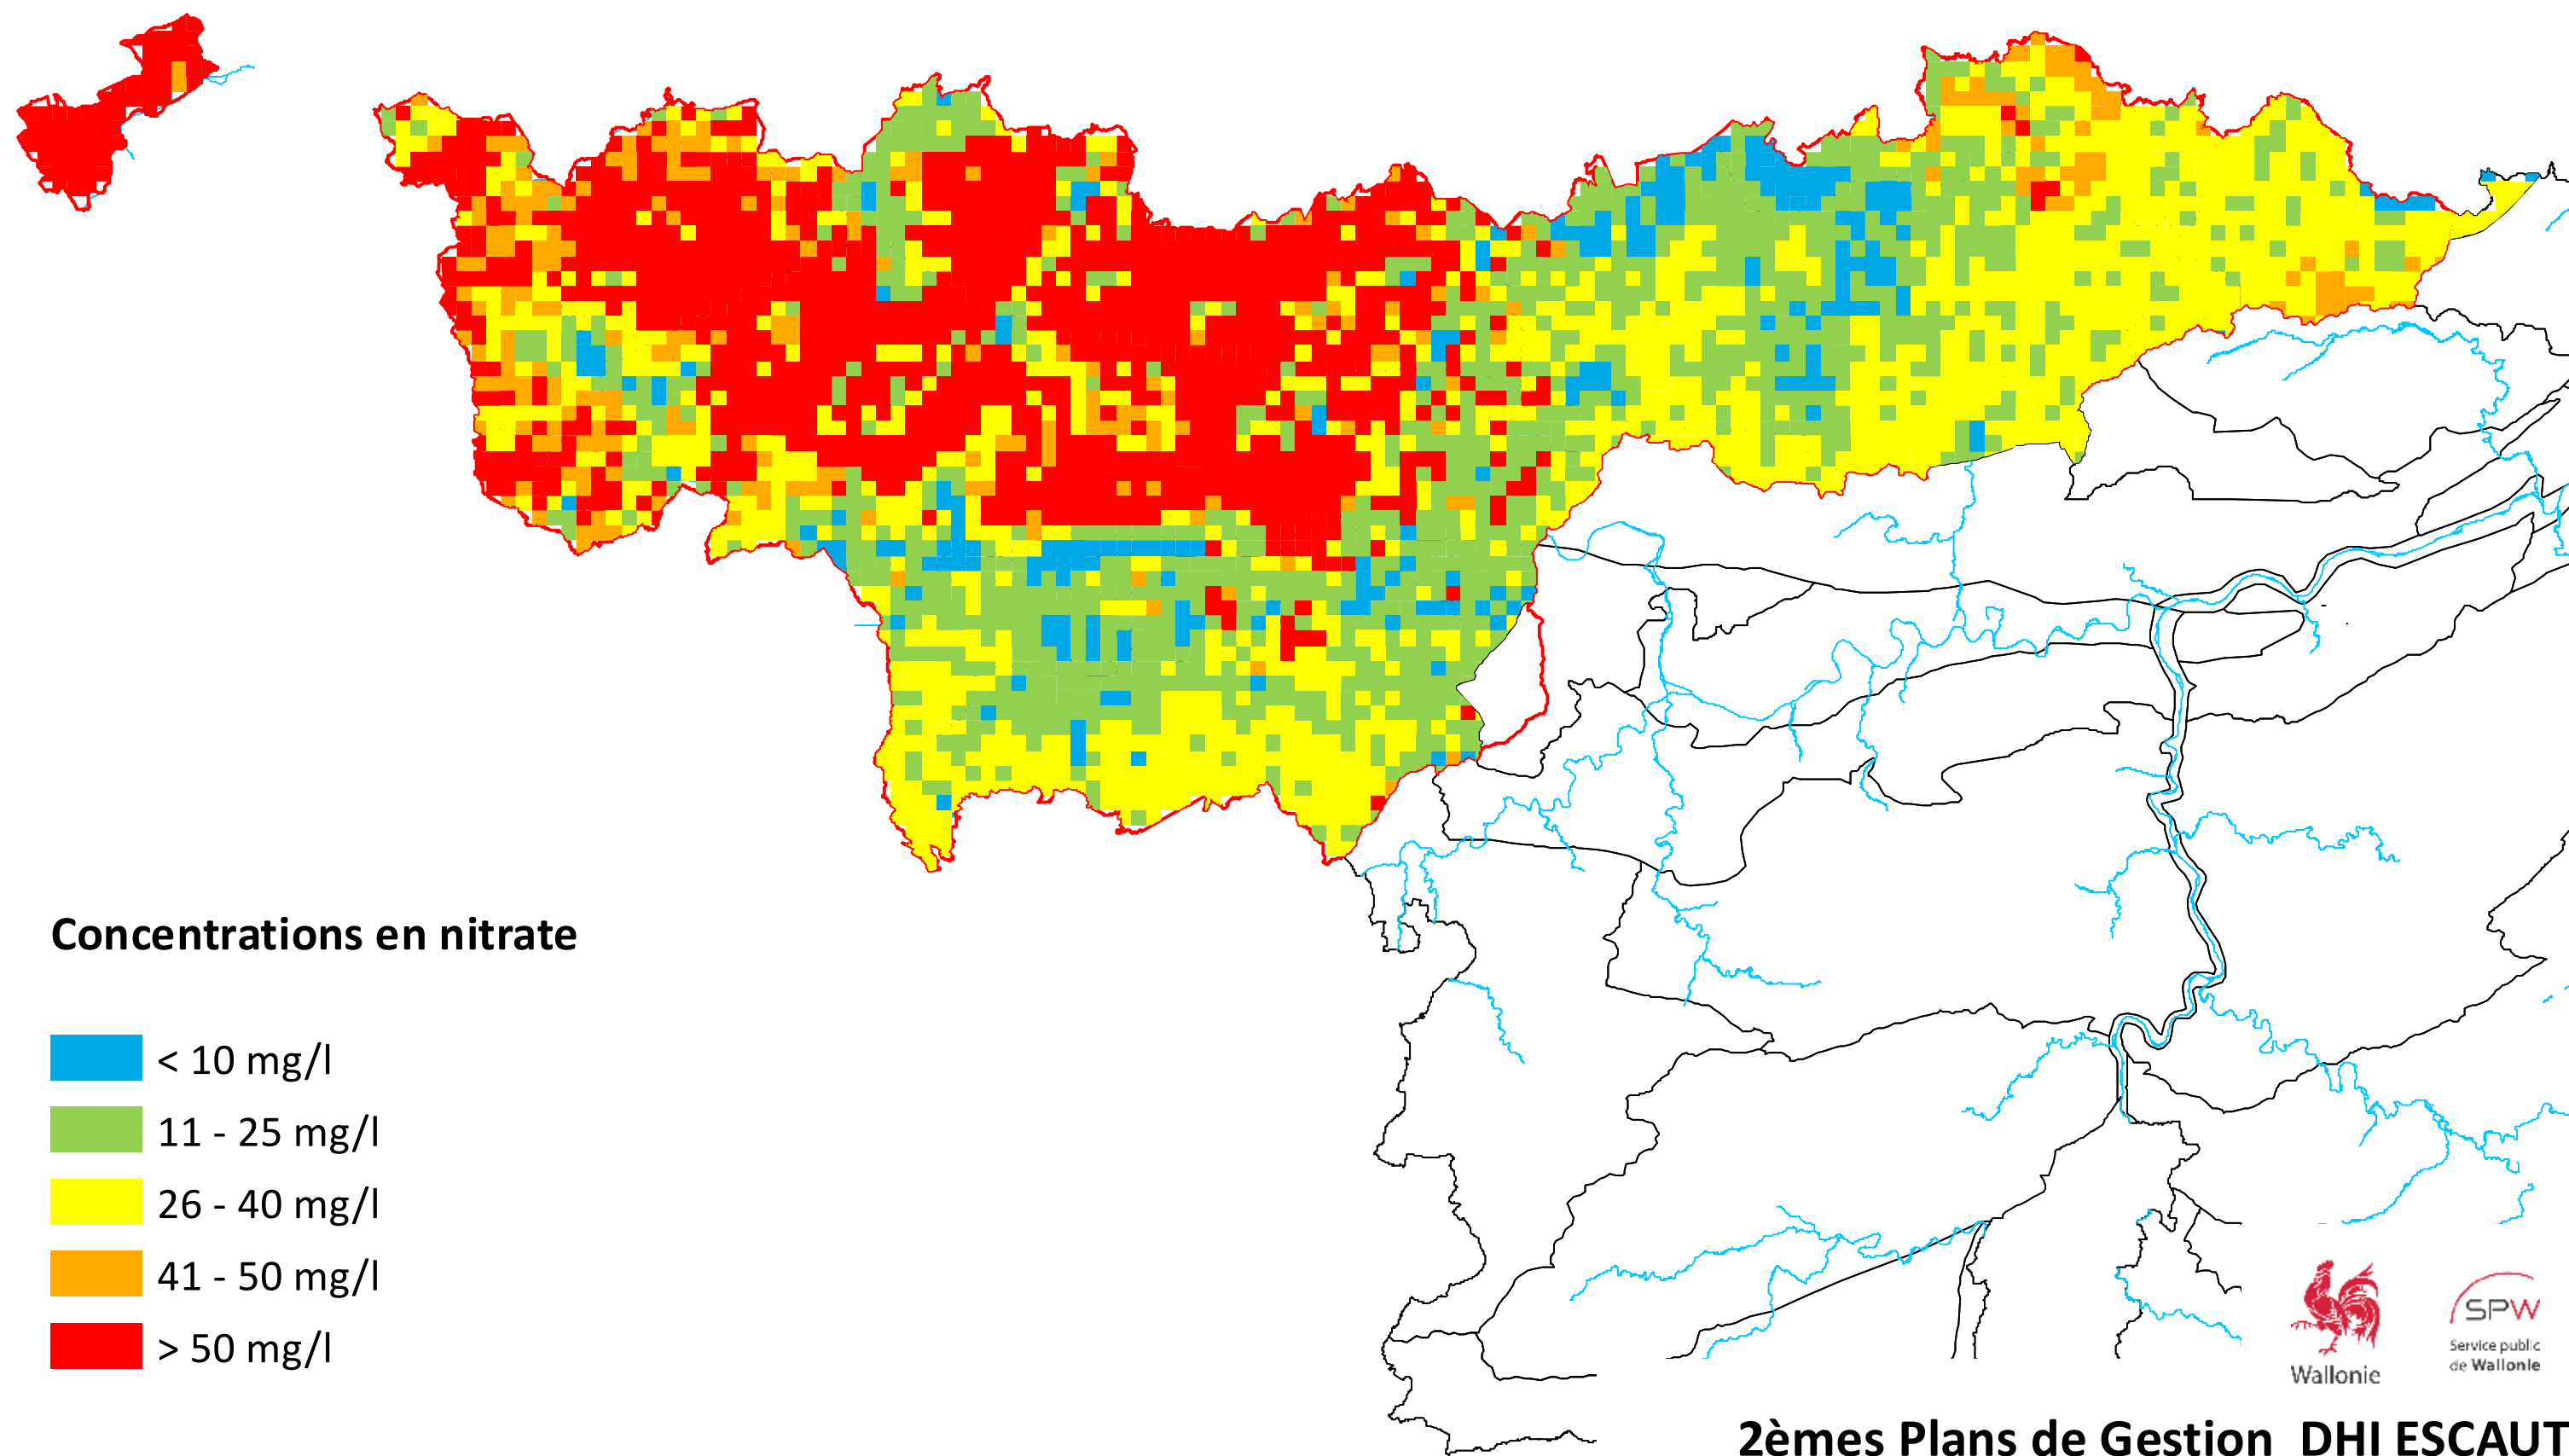 Concentrations en nitrate
< 10 mg/l
11 - 25 mg/l
26 - 40 mg/l
41 - 50 mg/l
> 50 mg/l
Wallonie
SPW
Service public
de Wallonie
2èmes Plans de Gestion DHI ESCAUT